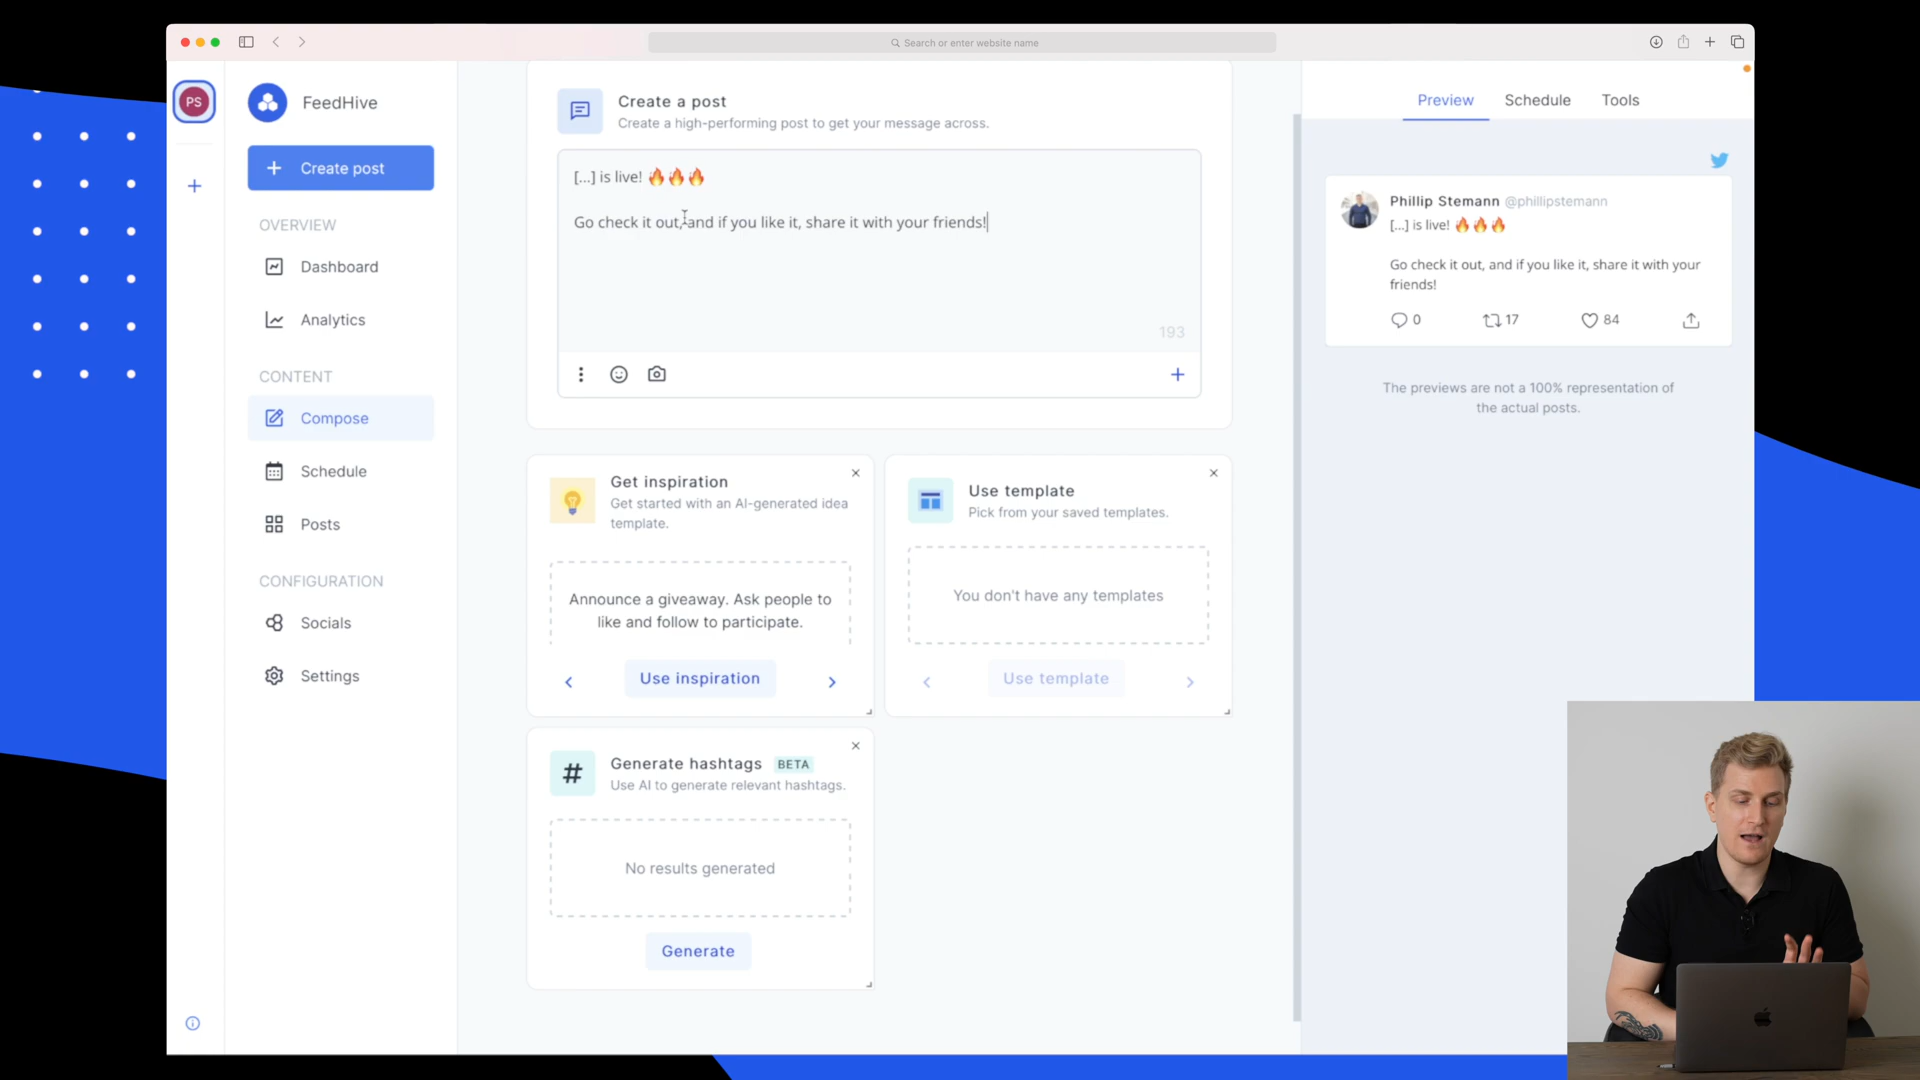 Search or enter website name
PS
FeedHive
Create post
OVERVIEW
Dashboard
Analytics
CONTENT
Compose
Schedule
Posts
CONFIGURATION
Socials
Settings
Create a post
Create a high-performing post to get your message across.
[...] is live! 🔥🔥🔥
Go check it out, and if you like it, share it with your friends!
193
Get inspiration
Get started with an AI-generated idea
template.
Announce a giveaway. Ask people to
like and follow to participate.
Use inspiration
Use template
Pick from your saved templates.
You don't have any templates
Use template
Generate hashtags BETA
Use AI to generate relevant hashtags.
No results generated
Generate
Preview Schedule Tools
Phillip Stemann @phillipstemann
[...] is live! 🔥🔥🔥
Go check it out, and if you like it, share it with your
friends!
0 17 84
The previews are not a 100% representation of
the actual posts.